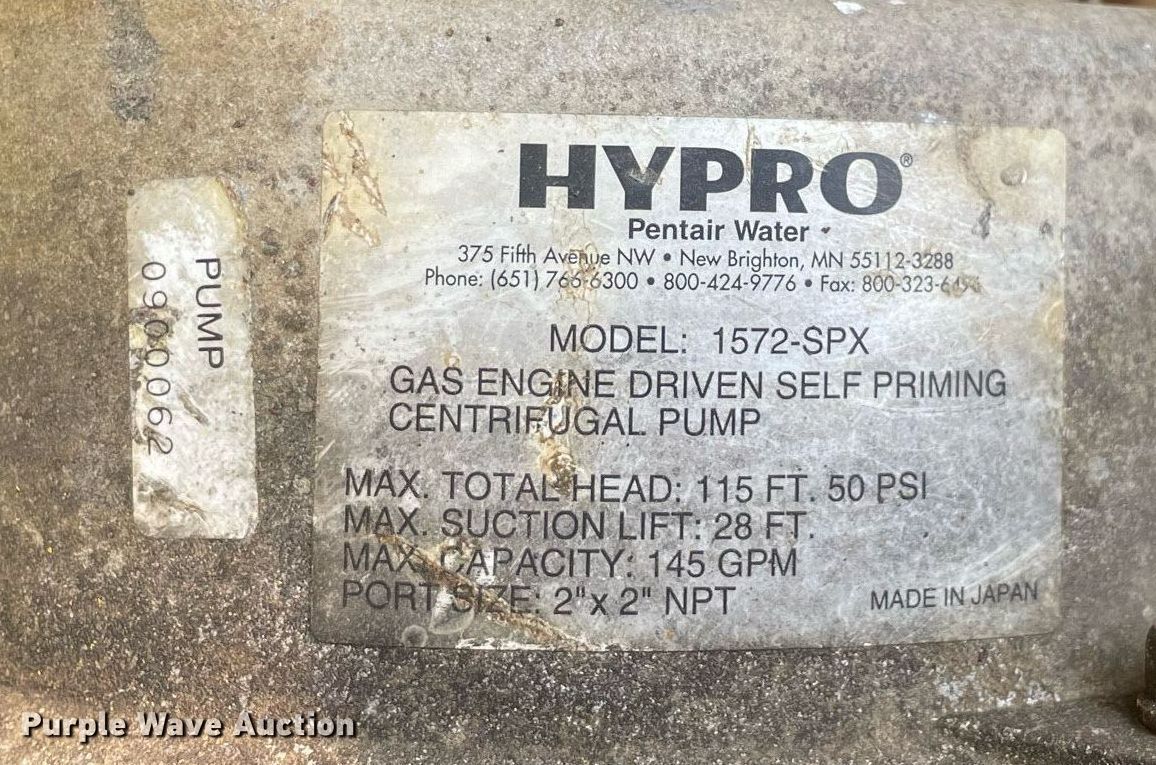 HYPRO®
Pentair Water
375 Fifth Avenue NW • New Brighton, MN 55112-3288
Phone: (651) 766-6300 • 800-424-9776 • Fax: 800-323-
MODEL: 1572-SPX
GAS ENGINE DRIVEN SELF PRIMING
CENTRIFUGAL PUMP
MAX. TOTAL HEAD: 115 FT. 50 PSI
MAX. SUCTION LIFT: 28 FT.
MAX. CAPACITY: 145 GPM
PORT SIZE: 2" x 2" NPT
MADE IN JAPAN
PUMP
09000662
Purple Wave Auction